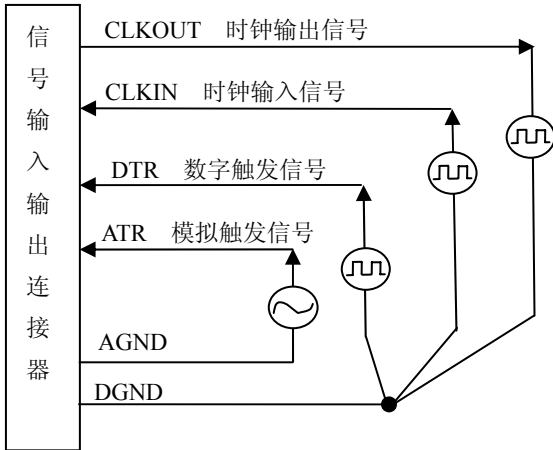 信号输入输出连接器
CLKOUT 时钟输出信号
CLKIN 时钟输入信号
DTR 数字触发信号
ATR 模拟触发信号
AGND
DGND